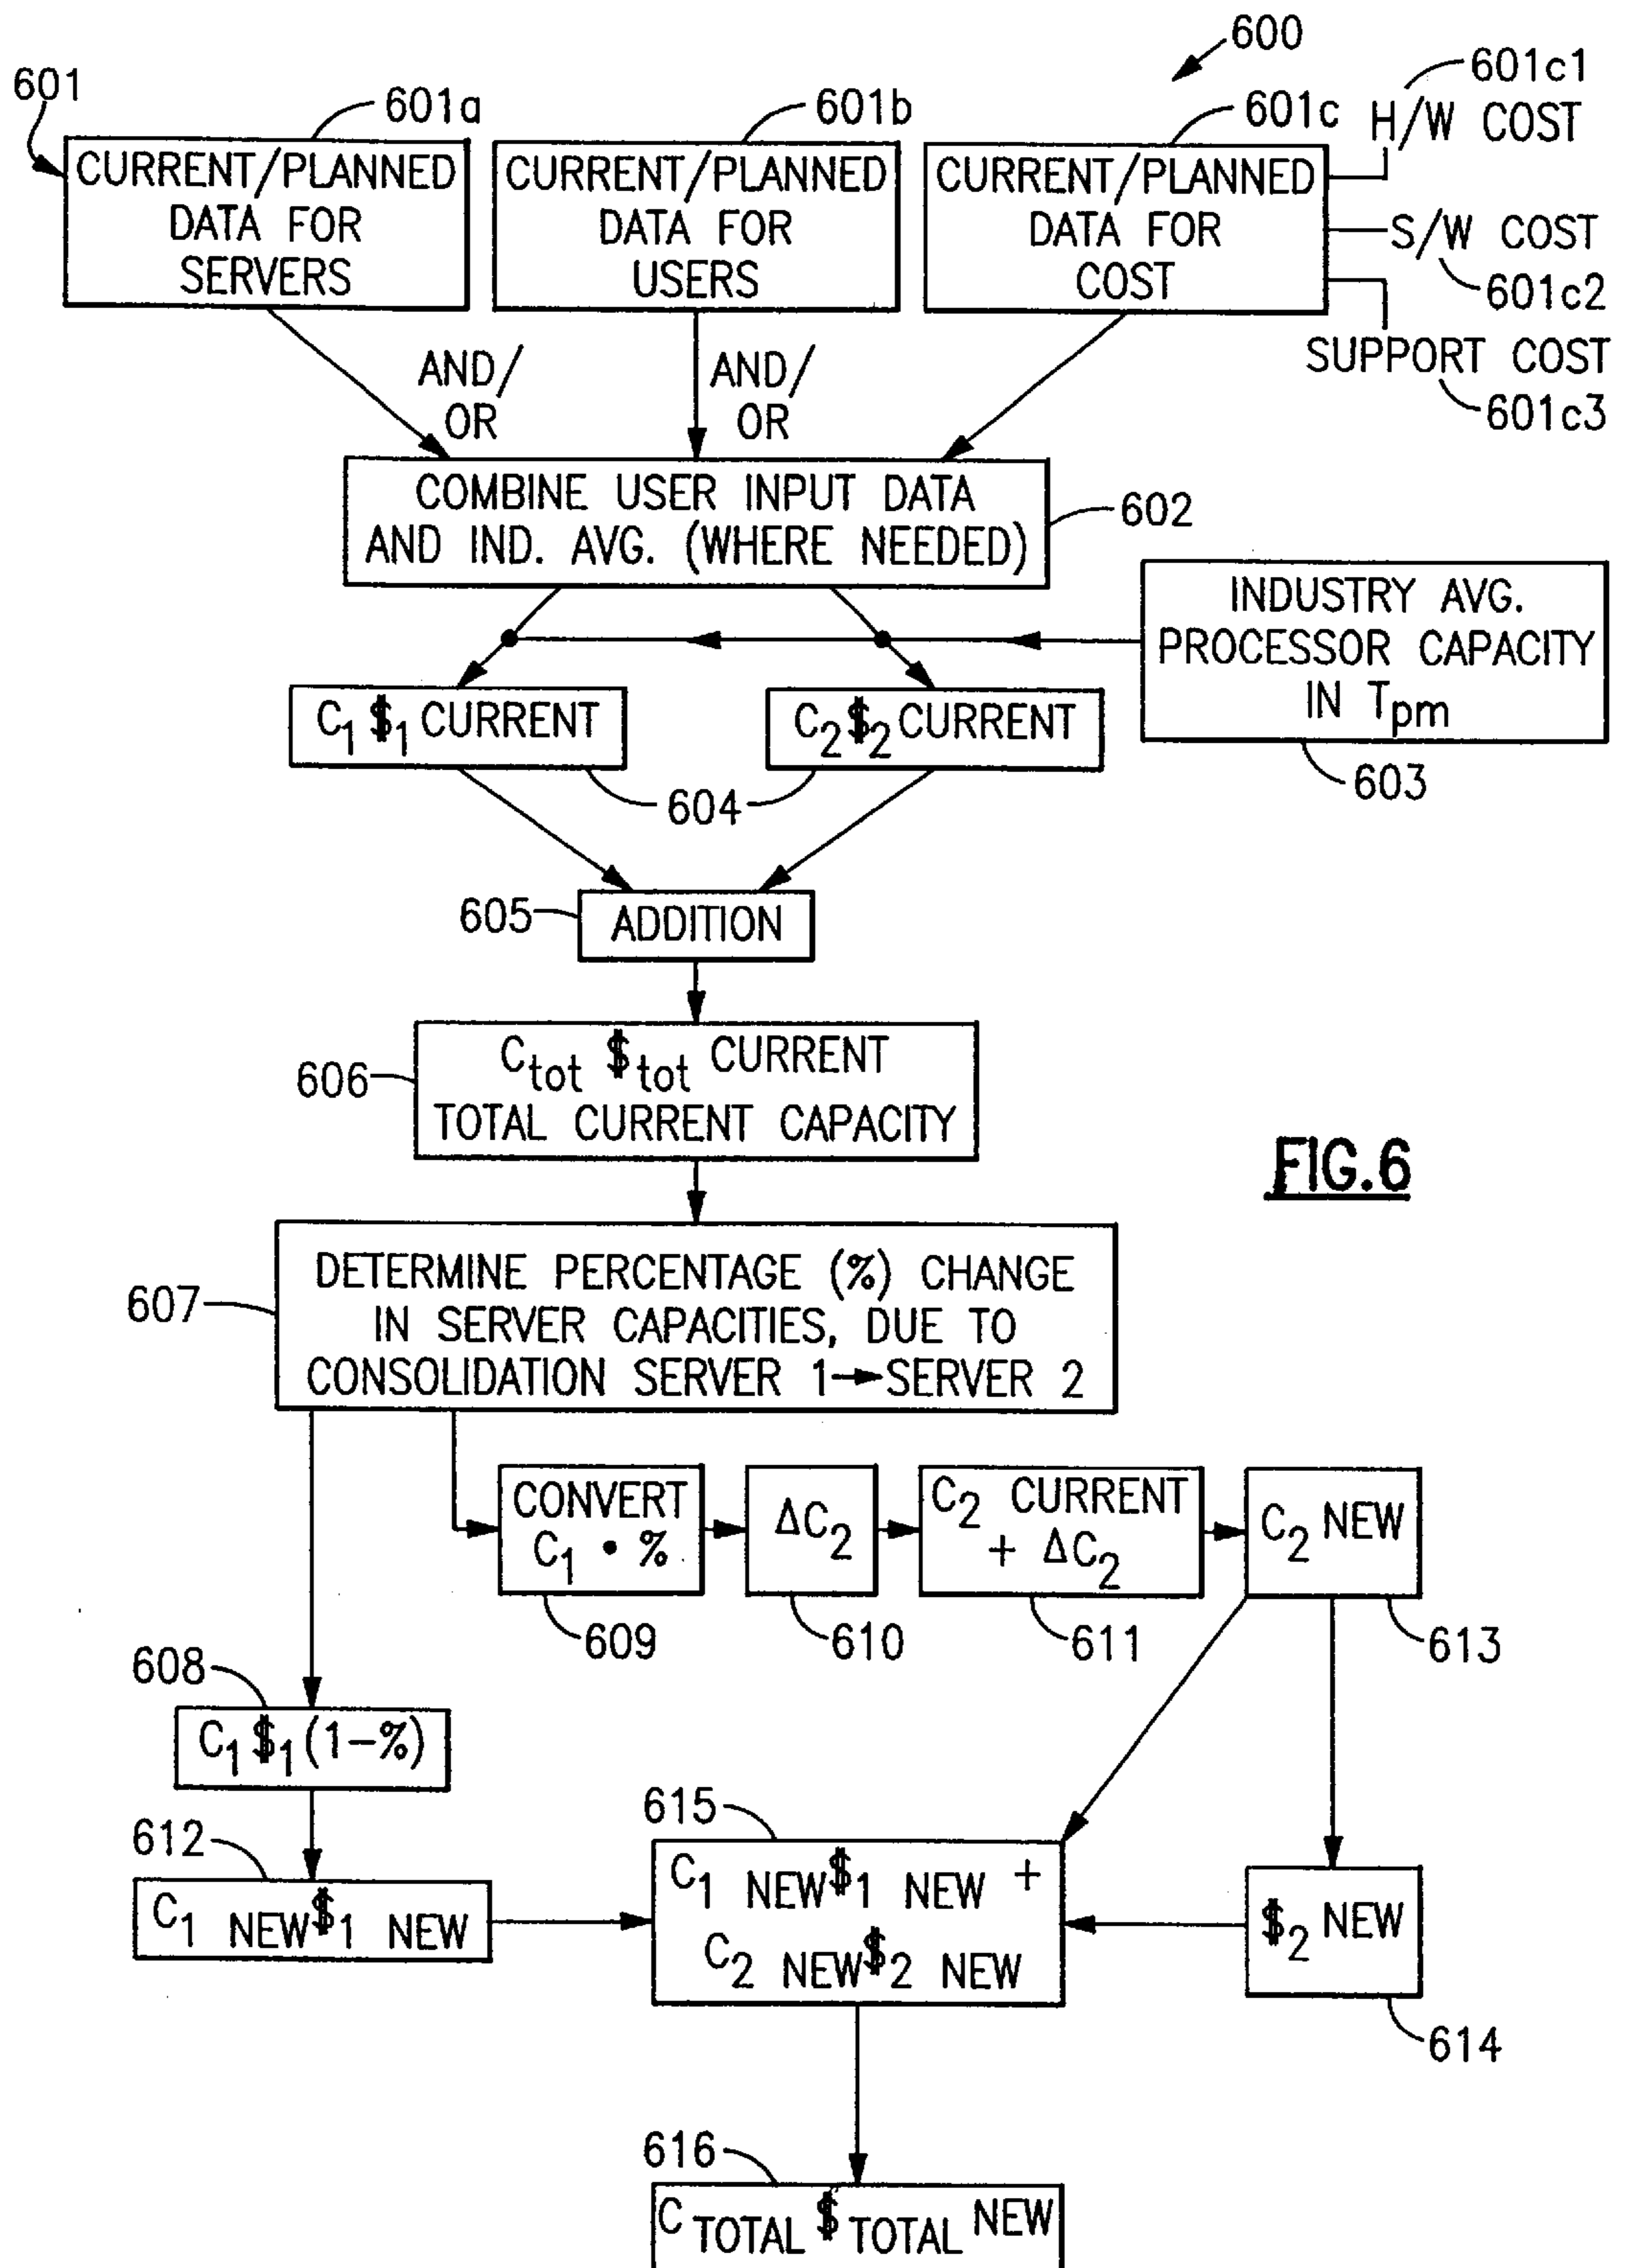 600
601
601a
601b
601c
601c1
H/W COST
CURRENT/PLANNED
DATA FOR
SERVERS
CURRENT/PLANNED
DATA FOR
USERS
CURRENT/PLANNED
DATA FOR
COST
S/W COST
601c2
SUPPORT COST
601c3
AND/
OR
AND/
OR
COMBINE USER INPUT DATA
AND IND. AVG. (WHERE NEEDED)
602
INDUSTRY AVG.
PROCESSOR CAPACITY
IN Tpm
603
C1 $1 CURRENT
C2 $2 CURRENT
604
605
ADDITION
606
Ctot $tot CURRENT
TOTAL CURRENT CAPACITY
FIG.6
607
DETERMINE PERCENTAGE (%) CHANGE
IN SERVER CAPACITIES, DUE TO
CONSOLIDATION SERVER 1→SERVER 2
CONVERT
C1 • %
ΔC2
C2 CURRENT
+ ΔC2
C2 NEW
609
610
611
613
608
C1 $1 (1-%)
612
C1 NEW $1 NEW
615
C1 NEW $1 NEW +
C2 NEW $2 NEW
$2 NEW
614
616
C TOTAL $ TOTAL NEW